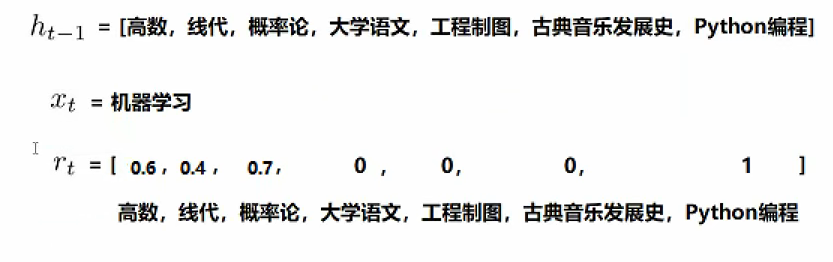 h_{t-1} = [高数，线代，概率论，大学语文，工程制图，古典音乐发展史，Python编程]
x_t = 机器学习
r_t = [ 0.6，0.4，0.7， 0， 0， 0， 1 ]
高数，线代，概率论，大学语文，工程制图，古典音乐发展史，Python编程